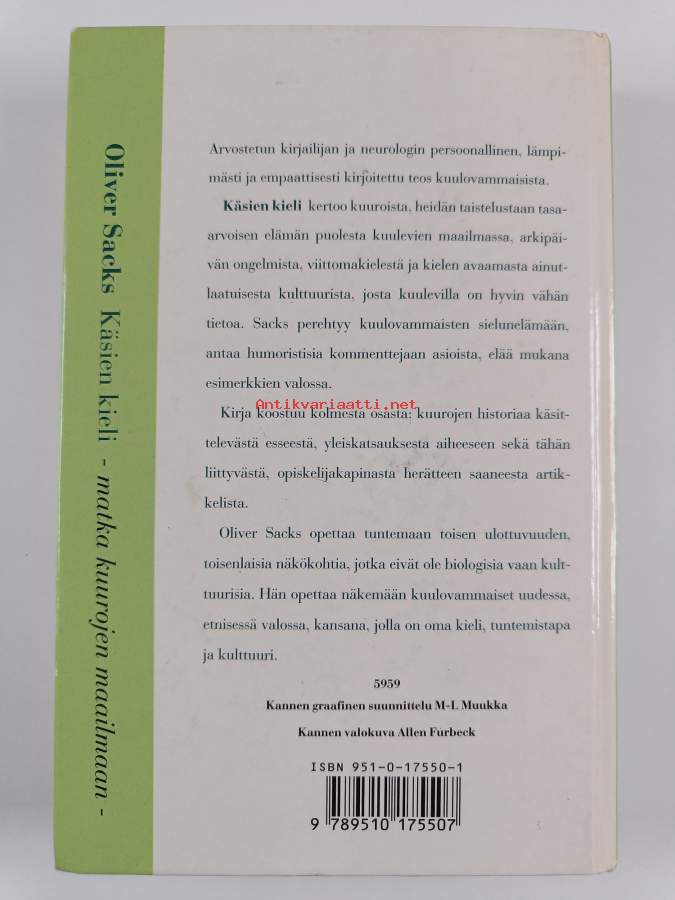 Oliver Sacks Käsien kieli - matka kuurojen maailmaan -
Arvostetun kirjailijan ja neurologin persoonallinen, lämpi-
mästi ja empaattisesti kirjoitettu teos kuulovammaisista.
Käsien kieli kertoo kuuroista, heidän taistelustaan tasa-
arvoisen elämän puolesta kuulevien maailmassa, arkipäi-
vän ongelmista, viittomakielestä ja kielen avaamasta ainut-
laatuisesta kulttuurista, josta kuulevilla on hyvin vähän
tietoa. Sacks perehtyy kuulovammaisten sielunelämään,
antaa humoristisia kommenttejaan asioista, elää mukana
esimerkkien valossa.
Antikvariaatti.net
Kirja koostuu kolmesta osasta: kuurojen historiaa käsit-
televästä esseestä, yleiskatsauksesta aiheeseen sekä tähän
liittyvästä, opiskelijakapinasta herätteen saaneesta artik-
kelista.
Oliver Sacks opettaa tuntemaan toisen ulottuvuuden,
toisenlaisia näkökohtia, jotka eivät ole biologisia vaan kult-
tuurisia. Hän opettaa näkemään kuulovammaiset uudessa,
etnisessä valossa, kansana, jolla on oma kieli, tuntemistapa
ja kulttuuri.
5959
Kannen graafinen suunnittelu M-L Muukka
Kannen valokuva Allen Furbeck
ISBN 951-0-17550-1
9 789510 175507